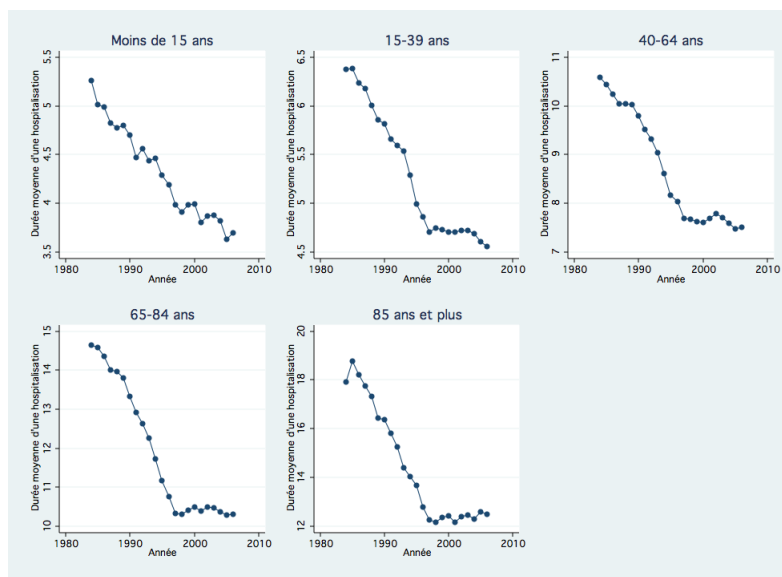 Moins de 15 ans
Durée moyenne d'une hospitalisation
5.5
5
4.5
4
3.5
1980 1990 2000 2010
Année
15-39 ans
Durée moyenne d'une hospitalisation
6.5
6
5.5
5
4.5
1980 1990 2000 2010
Année
40-64 ans
Durée moyenne d'une hospitalisation
11
10
9
8
7
1980 1990 2000 2010
Année
65-84 ans
Durée moyenne d'une hospitalisation
15
14
13
12
11
10
1980 1990 2000 2010
Année
85 ans et plus
Durée moyenne d'une hospitalisation
20
18
16
14
12
1980 1990 2000 2010
Année